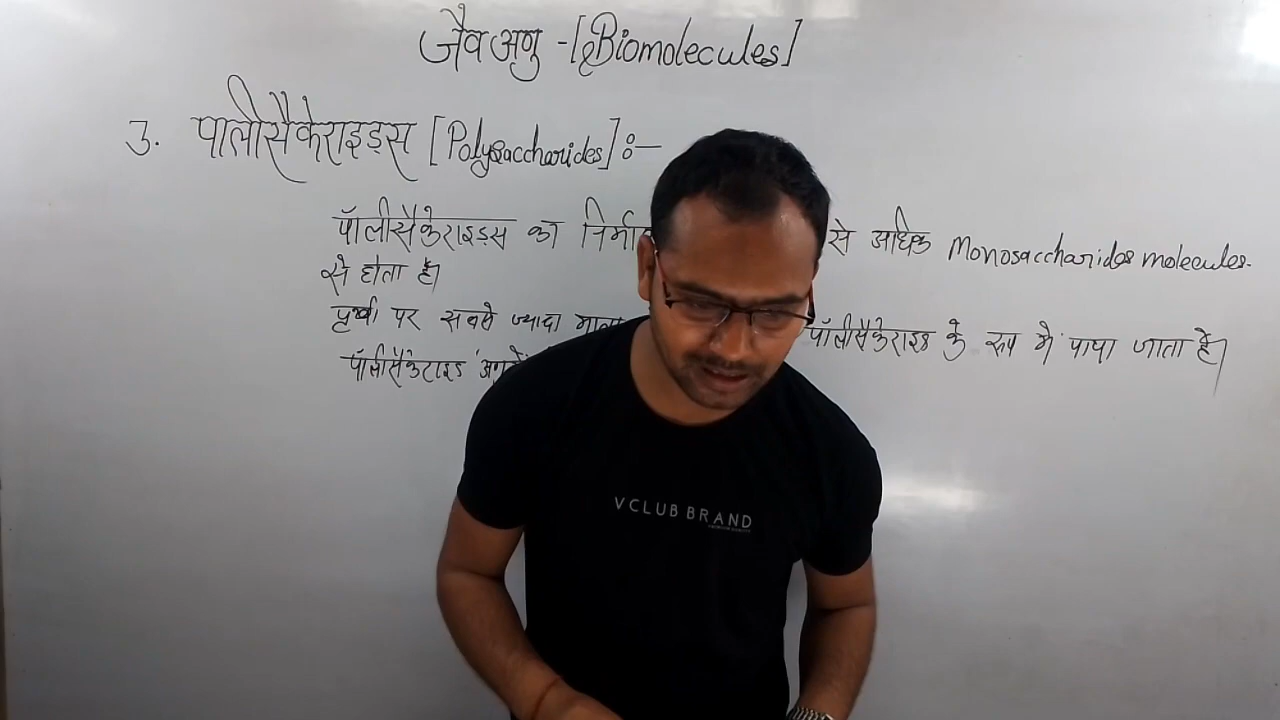 जैव अणु -[Biomolecules]
3. पालीसैकेराइड्स [Polysaccharides]:-
पॉलीसैकेराइड्स का निर्मा से अधिक Monosaccharides molecules.
से होता है।
पृथ्वी पर सबसे ज्यादा मात्रा पॉलीसैकेराइड के रूप में पाया जाता है।
पॉलीसैकेराइड
VCLUB BRAND